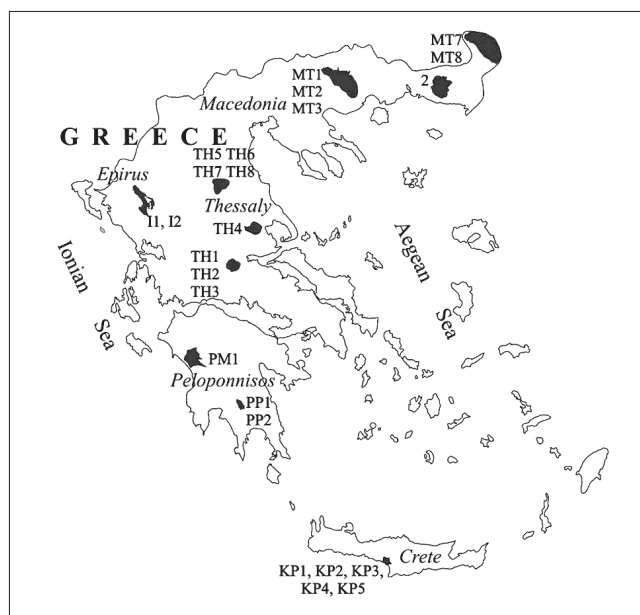 MT7
MT8
2
MT1
MT2
MT3
Macedonia
G R E E C E
TH5 TH6
TH7 TH8
Epirus
Thessaly
I1, I2
TH4
Ionian
Sea
Aegean
Sea
TH1
TH2
TH3
PM1
Peloponnisos
PP1
PP2
Crete
KP1, KP2, KP3,
KP4, KP5